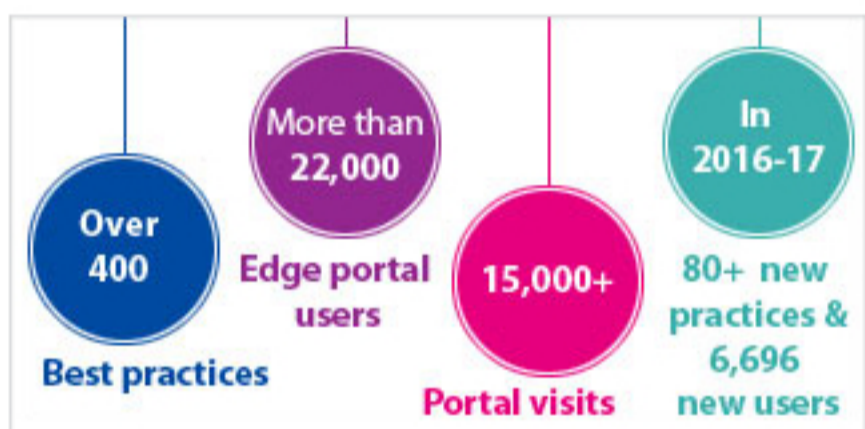 Over
400
Best practices
More than
22,000
Edge portal
users
15,000+
Portal visits
In
2016-17
80+ new
practices &
6,696
new users